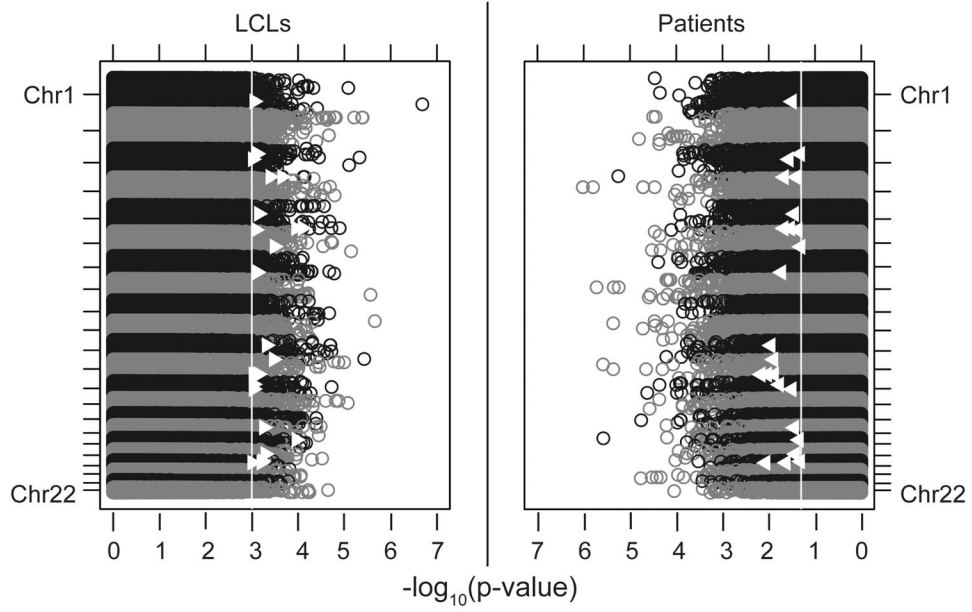 LCLs Patients
Chr1 Chr1
Chr22 Chr22
0 1 2 3 4 5 6 7 7 6 5 4 3 2 1 0
-log10(p-value)